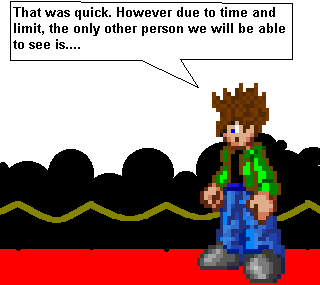 That was quick. However due to time and
limit, the only other person we will be able
to see is....